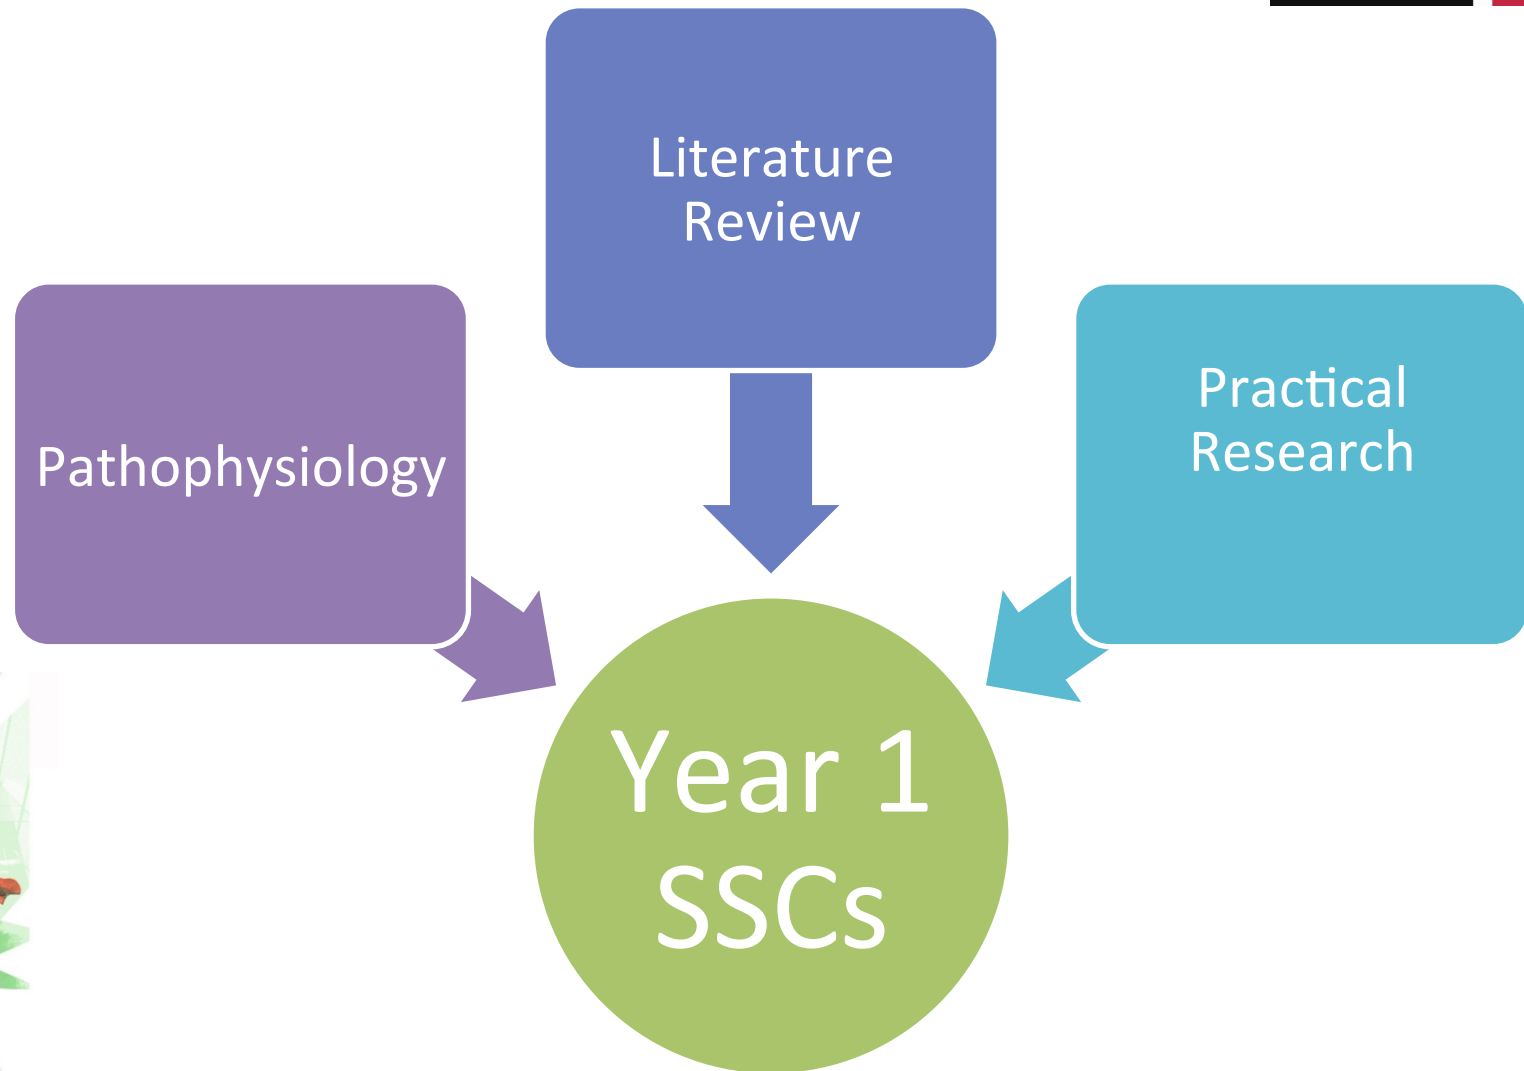 Literature
Review
Pathophysiology
Practical
Research
Year 1
SSCs